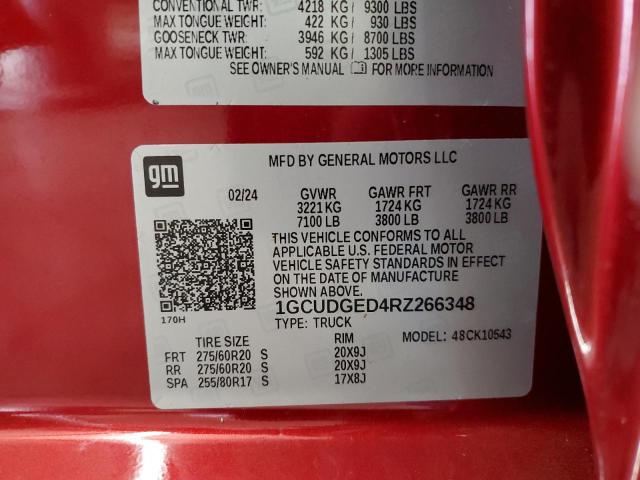 CONVENTIONAL TWR: 4218 KG / 9300 LBS
MAX TONGUE WEIGHT: 422 KG / 930 LBS
GOOSENECK TWR: 3946 KG / 8700 LBS
MAX TONGUE WEIGHT: 592 KG / 1305 LBS
SEE OWNER'S MANUAL FOR MORE INFORMATION
gm
MFD BY GENERAL MOTORS LLC
02/24 GVWR GAWR FRT GAWR RR
3221 KG 1724 KG 1724 KG
7100 LB 3800 LB 3800 LB
THIS VEHICLE CONFORMS TO ALL
APPLICABLE U.S. FEDERAL MOTOR
VEHICLE SAFETY STANDARDS IN EFFECT
ON THE DATE OF MANUFACTURE
SHOWN ABOVE.
1GCUDGED4RZ266348
170H
TYPE: TRUCK MODEL: 48CK10543
TIRE SIZE RIM
FRT 275/60R20 S 20X9J
RR 275/60R20 S 20X9J
SPA 255/80R17 S 17X8J